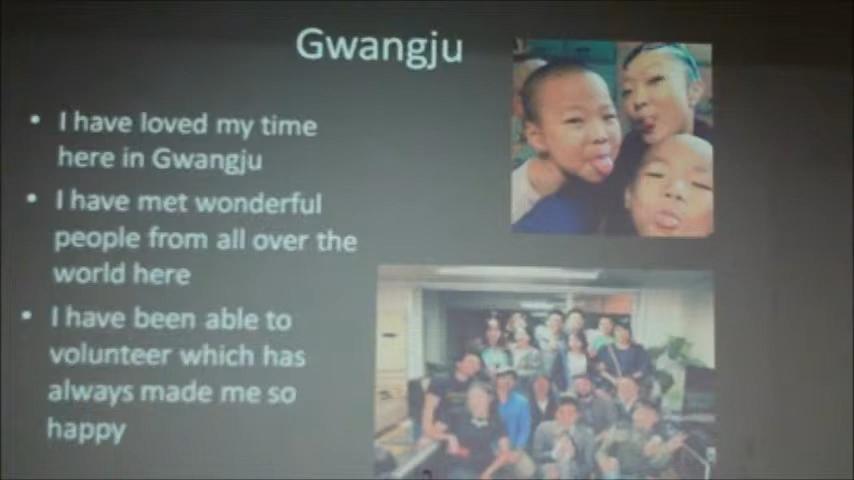 Gwangju
• I have loved my time
here in Gwangju
• I have met wonderful
people from all over the
world here
• I have been able to
volunteer which has
always made me so
happy